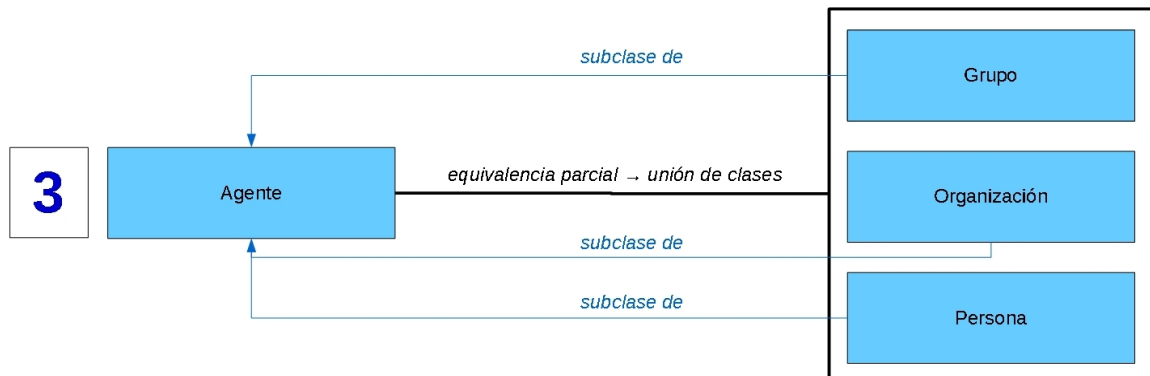 subclase de
Grupo
3
Agente
equivalencia parcial → unión de clases
Organización
subclase de
subclase de
Persona